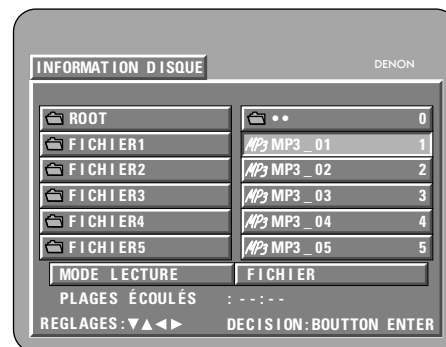 INFORMATION DISQUE
DENON
ROOT
•• 0
FICHIER1
MP3 MP3_01 1
FICHIER2
MP3 MP3_02 2
FICHIER3
MP3 MP3_03 3
FICHIER4
MP3 MP3_04 4
FICHIER5
MP3 MP3_05 5
MODE LECTURE FICHIER
PLAGES ÉCOULÉS :--:--
REGLAGES:▼▲◄► DECISION:BOUTTON ENTER